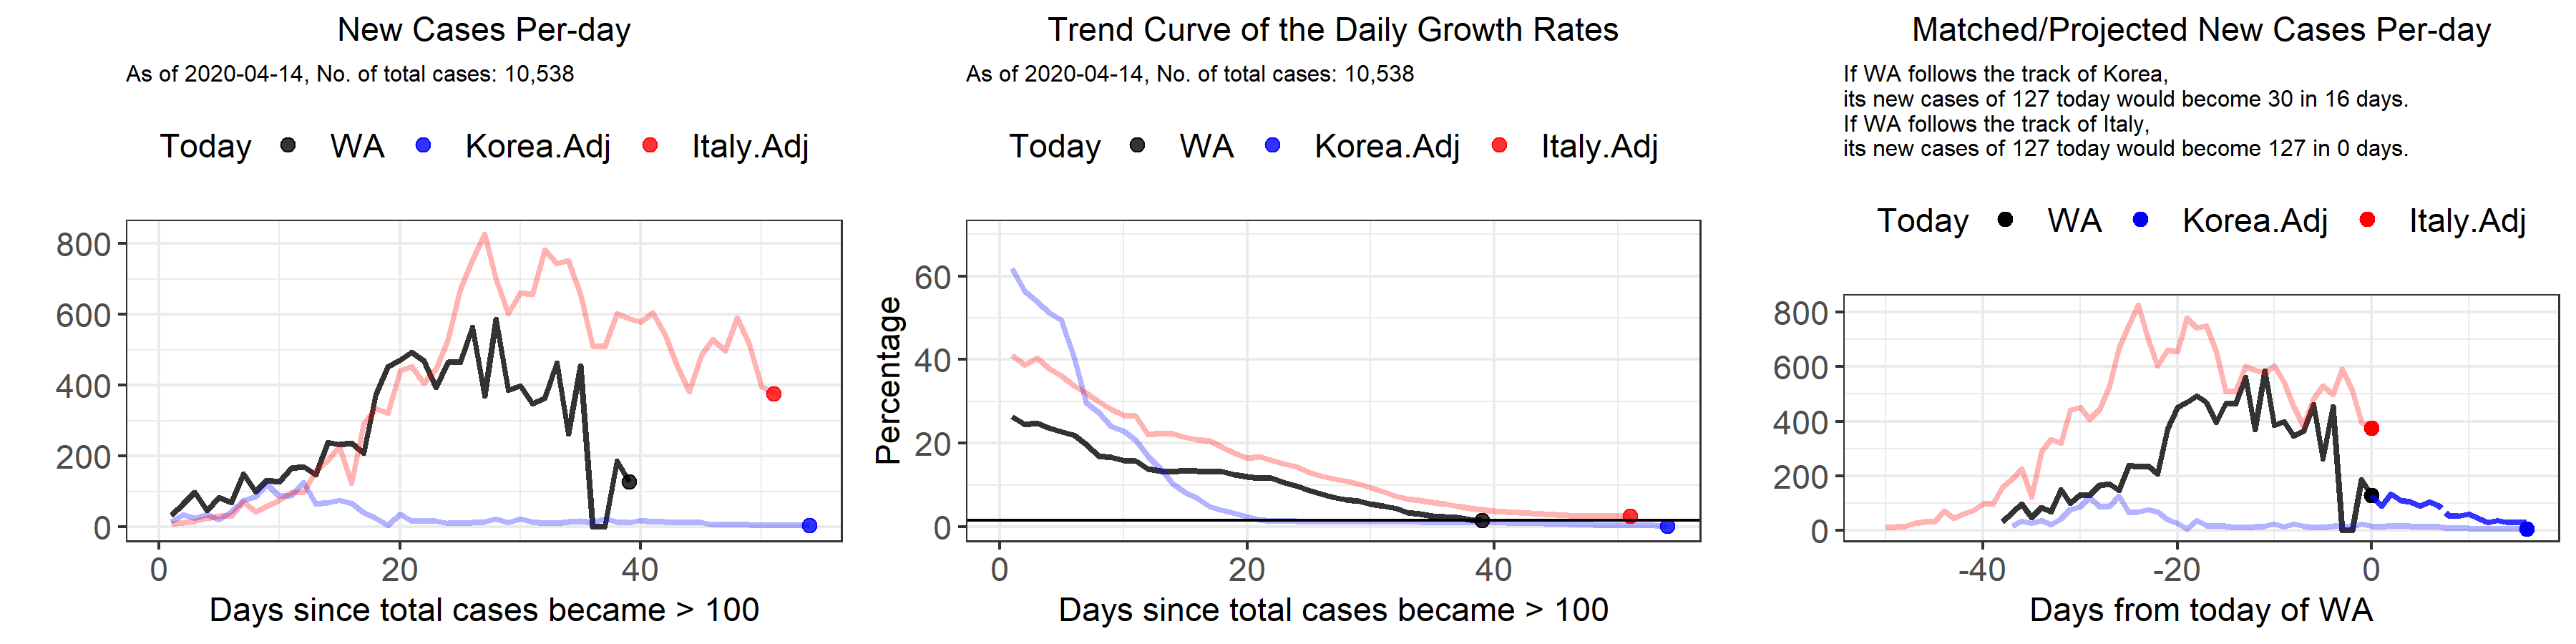 New Cases Per-day
As of 2020-04-14, No. of total cases: 10,538
Today WA Korea.Adj Italy.Adj
800
600
400
200
0
0 20 40
Days since total cases became > 100
Trend Curve of the Daily Growth Rates
As of 2020-04-14, No. of total cases: 10,538
Today WA Korea.Adj Italy.Adj
Percentage
60
40
20
0
0 20 40
Days since total cases became > 100
Matched/Projected New Cases Per-day
If WA follows the track of Korea,
its new cases of 127 today would become 30 in 16 days.
If WA follows the track of Italy,
its new cases of 127 today would become 127 in 0 days.
Today WA Korea.Adj Italy.Adj
800
600
400
200
0
-40 -20 0
Days from today of WA